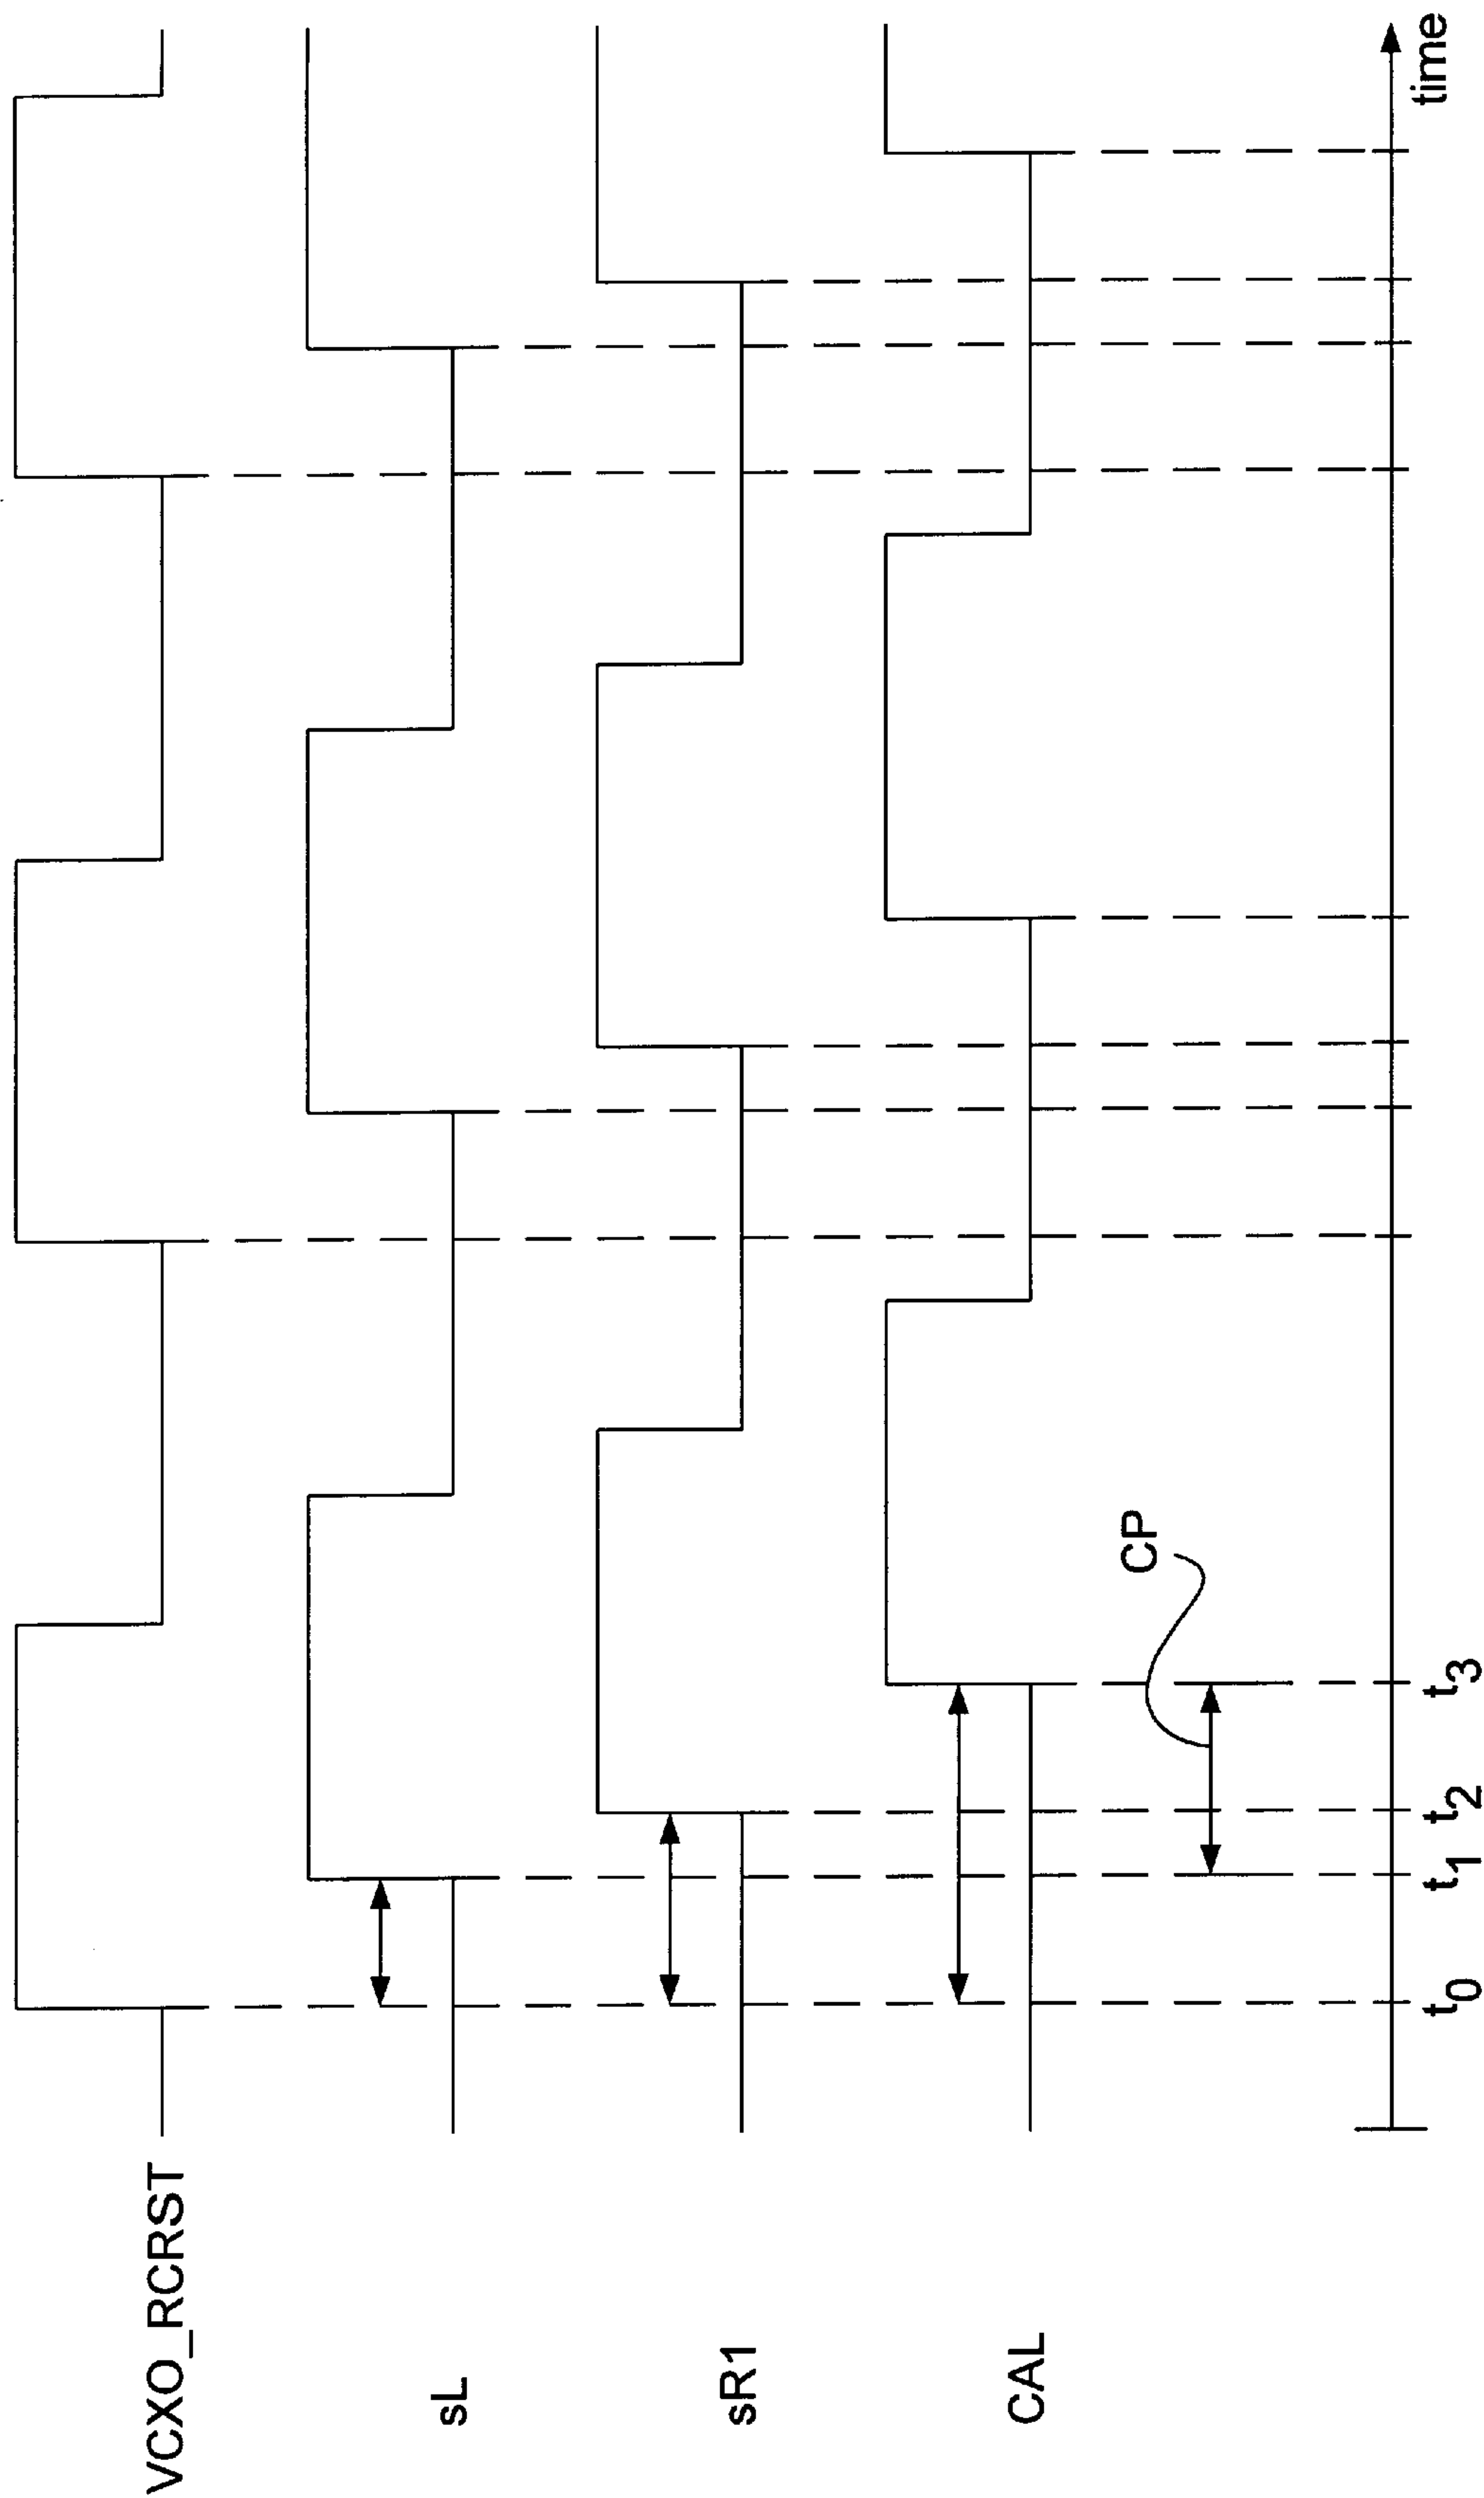 VCXO_RCRST
sL
sR1
CAL
CP
t0 t1 t2 t3
time